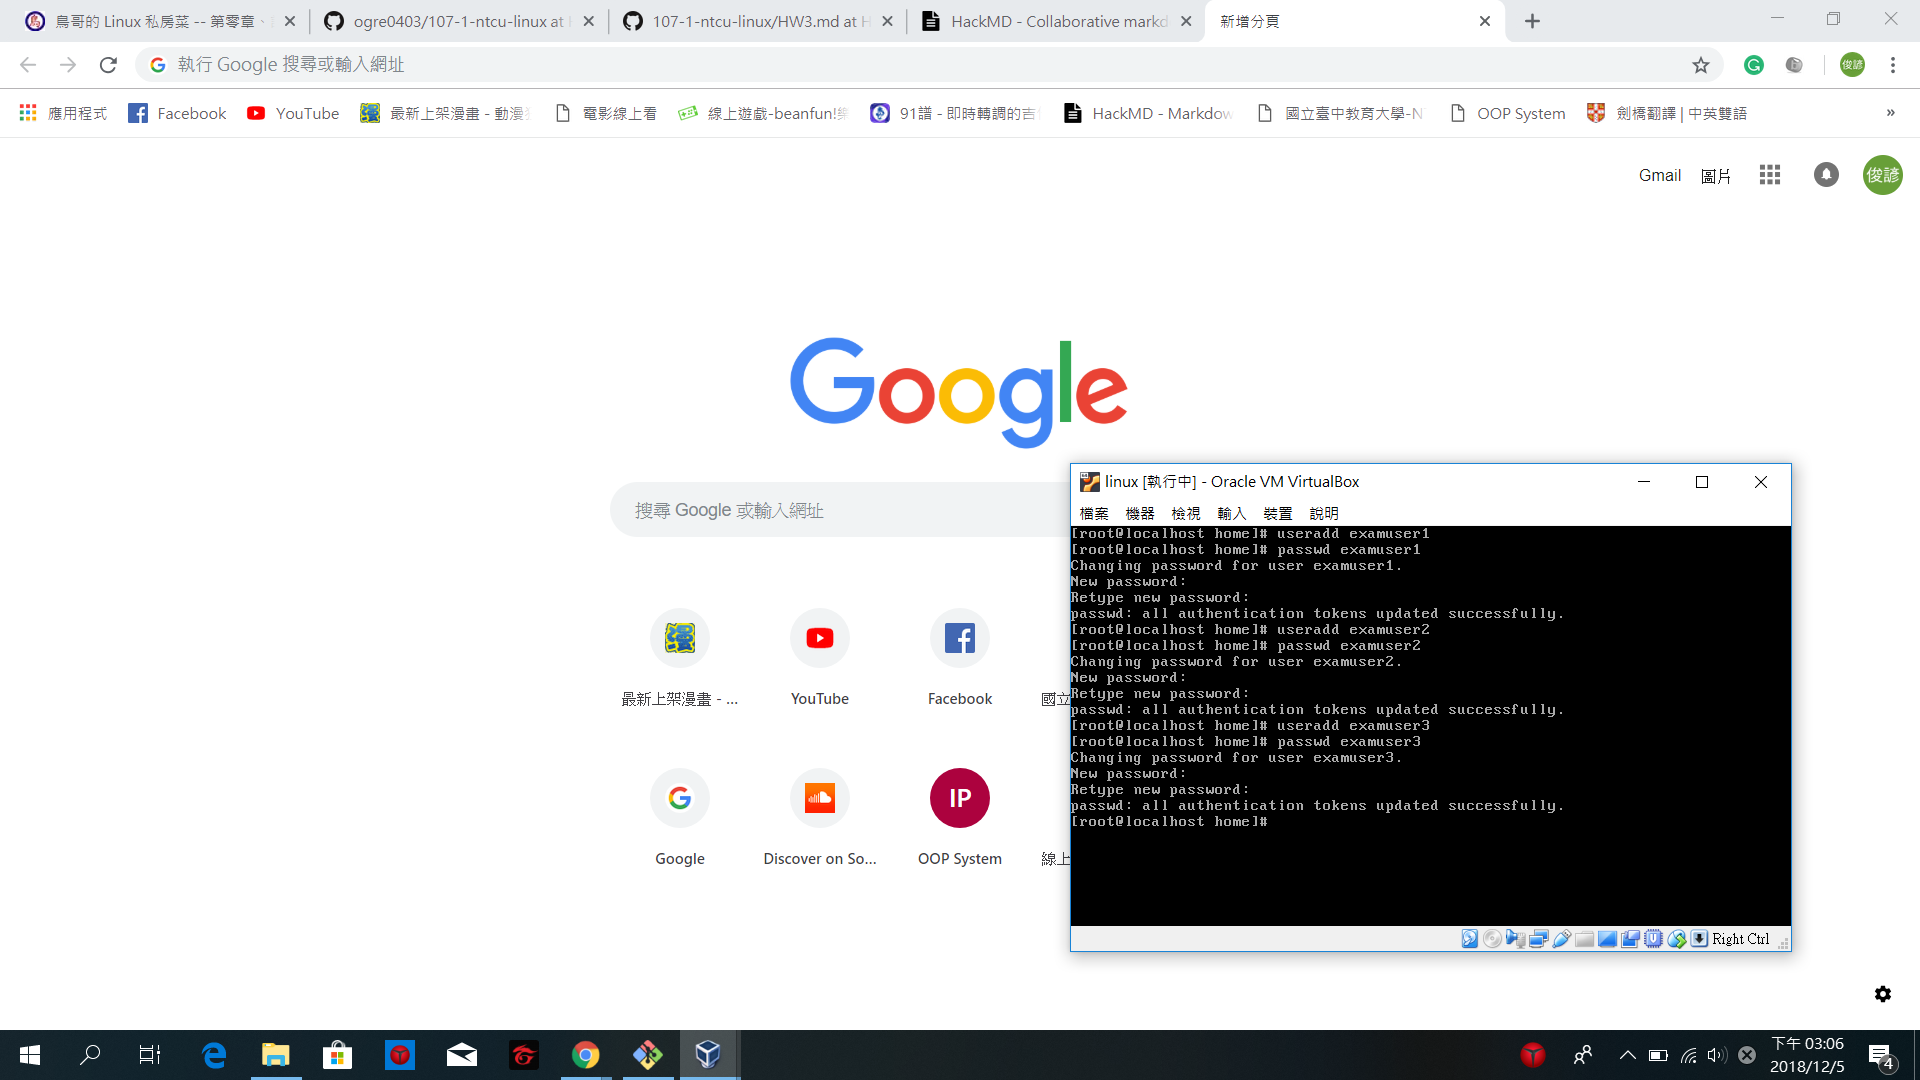 鳥哥的 Linux 私房菜 -- 第零章、
ogre0403/107-1-ntcu-linux at
107-1-ntcu-linux/HW3.md at H
HackMD - Collaborative markd
新增分頁
執行 Google 搜尋或輸入網址
俊諺
應用程式
Facebook
YouTube
最新上架漫畫 - 動漫
電影線上看
線上遊戲-beanfun!
91譜 - 即時轉調的吉
HackMD - Markdow
國立臺中教育大學-N
OOP System
劍橋翻譯 | 中英雙語
»
Gmail
圖片
俊諺
Google
搜尋 Google 或輸入網址
最新上架漫畫 - ...
YouTube
Facebook
國立
Google
Discover on So...
IP
OOP System
線上
linux [執行中] - Oracle VM VirtualBox
檔案 機器 檢視 輸入 裝置 說明
[root@localhost home]# useradd examuser1
[root@localhost home]# passwd examuser1
Changing password for user examuser1.
New password:
Retype new password:
passwd: all authentication tokens updated successfully.
[root@localhost home]# useradd examuser2
[root@localhost home]# passwd examuser2
Changing password for user examuser2.
New password:
Retype new password:
passwd: all authentication tokens updated successfully.
[root@localhost home]# useradd examuser3
[root@localhost home]# passwd examuser3
Changing password for user examuser3.
New password:
Retype new password:
passwd: all authentication tokens updated successfully.
[root@localhost home]#
Right Ctrl
下午 03:06
2018/12/5
4